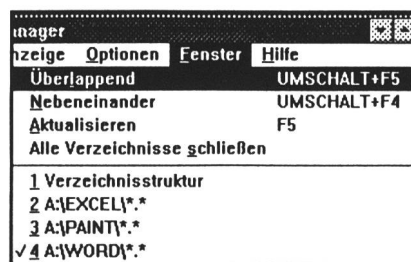 nager
nzeige Optionen Fenster Hilfe
Überlappend UMSCHALT+F5
Nebeneinander UMSCHALT+F4
Aktualisieren F5
Alle Verzeichnisse schließen
1 Verzeichnisstruktur
2 A:\EXCEL\*.*
3 A:\PAINT\*.*
✓4 A:\WORD\*.*